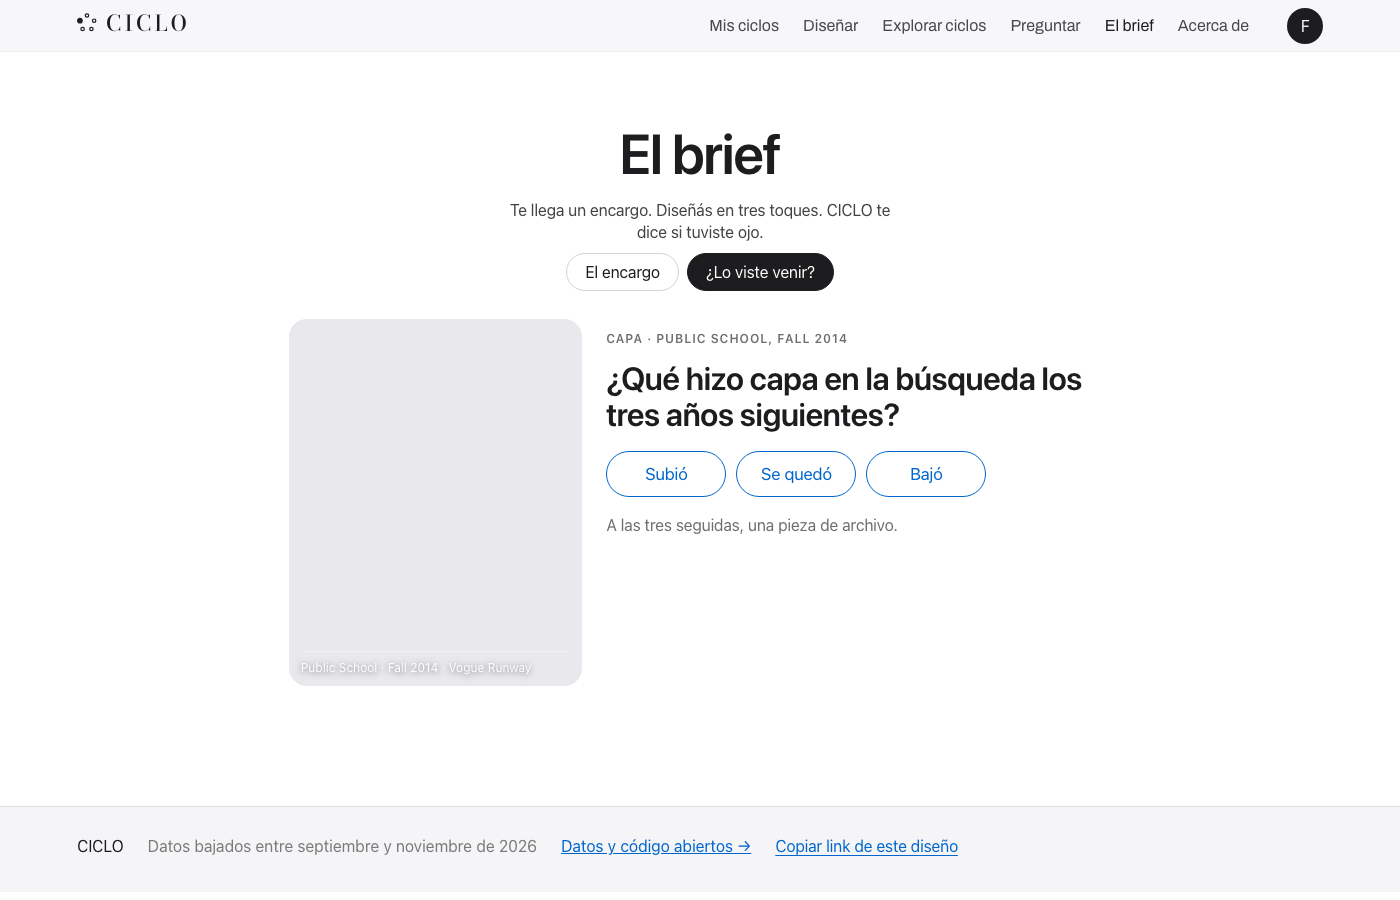 CICLO
Mis ciclos
Diseñar
Explorar ciclos
Preguntar
El brief
Acerca de
F
El brief
Te llega un encargo. Diseñás en tres toques. CICLO te
dice si tuviste ojo.
El encargo
¿Lo viste venir?
CAPA · PUBLIC SCHOOL, FALL 2014
¿Qué hizo capa en la búsqueda los
tres años siguientes?
Subió
Se quedó
Bajó
A las tres seguidas, una pieza de archivo.
Public School · Fall 2014 · Vogue Runway
CICLO
Datos bajados entre septiembre y noviembre de 2026
Datos y código abiertos →
Copiar link de este diseño